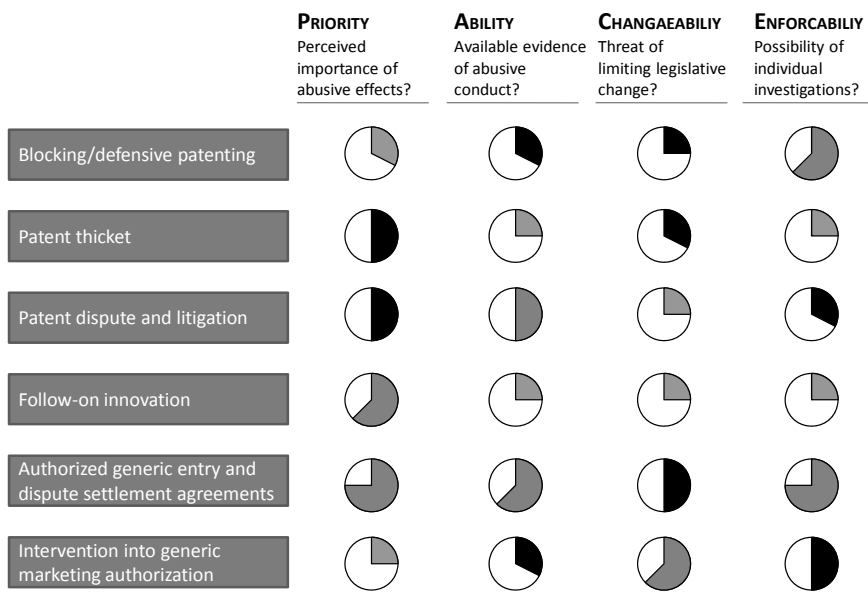 PRIORITY ABILITY CHANGAEABILIY ENFORCABILIY
Perceived importance of abusive effects?
Available evidence of abusive conduct?
Threat of limiting legislative change?
Possibility of individual investigations?
Blocking/defensive patenting
Patent thicket
Patent dispute and litigation
Follow-on innovation
Authorized generic entry and
dispute settlement agreements
Intervention into generic
marketing authorization